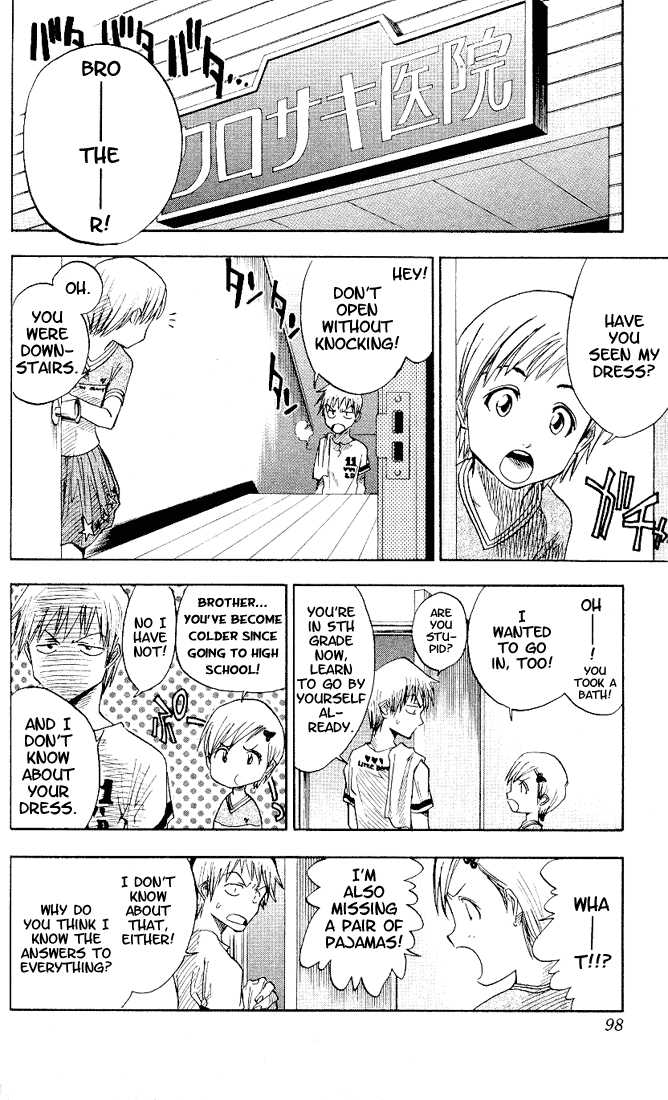 バタ
バタ
バタ…
BRO
THE
R!
クロサキ医院
HAVE
YOU
SEEN MY
DRESS?
ガチャ
HEY!
DON'T
OPEN
WITHOUT
KNOCKING!
タン
タン
タン
OH.
YOU
WERE
DOWN-
STAIRS.
OH
!
YOU
TOOK A
BATH!
I
WANTED
TO GO
IN, TOO!
ARE
YOU
STU-
PID?
YOU'RE
IN 5TH
GRADE
NOW,
LEARN
TO GO BY
YOURSELF
AL-
READY.
LITTLE
BROTHER...
YOU'VE BECOME
COLDER SINCE
GOING TO HIGH
SCHOOL!
NO I
HAVE
NOT!
AND I
DON'T
KNOW
ABOUT
YOUR
DRESS.
WHA
T!!?
I'M
ALSO
MISSING
A PAIR OF
PAJAMAS!
I DON'T
KNOW
ABOUT
THAT,
EITHER!
WHY DO
YOU THINK I
KNOW THE
ANSWERS TO
EVERYTHING?
98